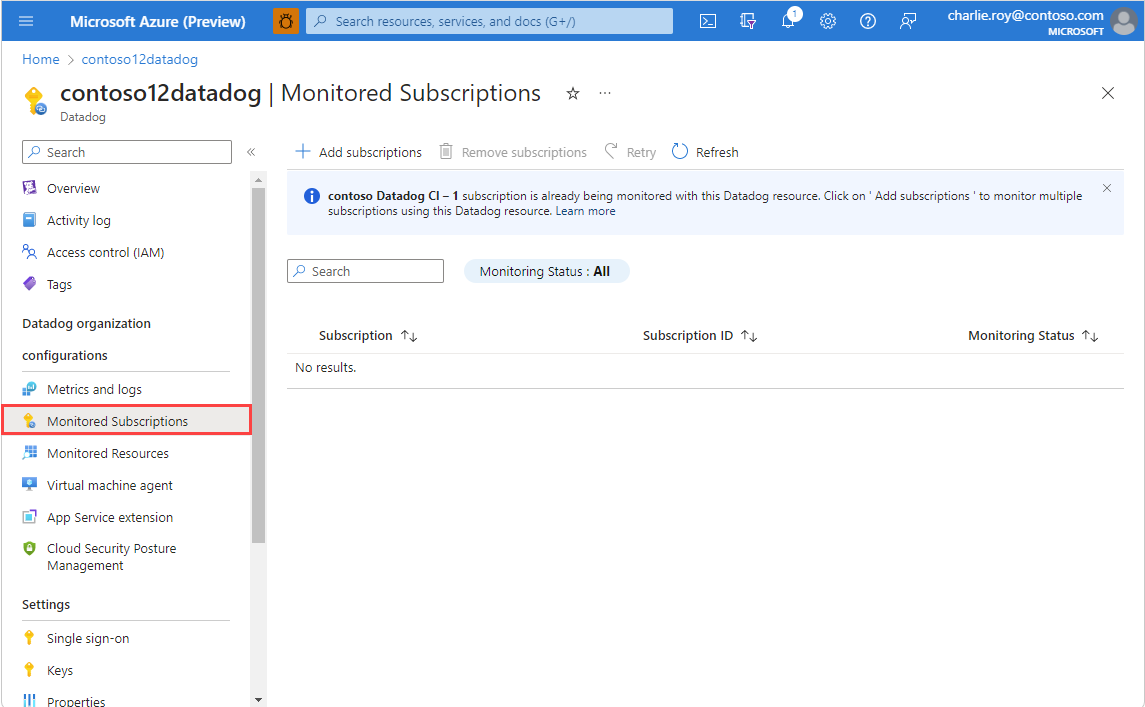 Microsoft Azure (Preview)
Search resources, services, and docs (G+/)
1
charlie.roy@contoso.com
MICROSOFT
Home > contoso12datadog
contoso12datadog | Monitored Subscriptions
Datadog
Search
Overview
Activity log
Access control (IAM)
Tags
Datadog organization
configurations
Metrics and logs
Monitored Subscriptions
Monitored Resources
Virtual machine agent
App Service extension
Cloud Security Posture
Management
Settings
Single sign-on
Keys
Properties
Add subscriptions
Remove subscriptions
Retry
Refresh
contoso Datadog CI – 1 subscription is already being monitored with this Datadog resource. Click on ' Add subscriptions ' to monitor multiple
subscriptions using this Datadog resource. Learn more
Search
Monitoring Status : All
Subscription
Subscription ID
Monitoring Status
No results.